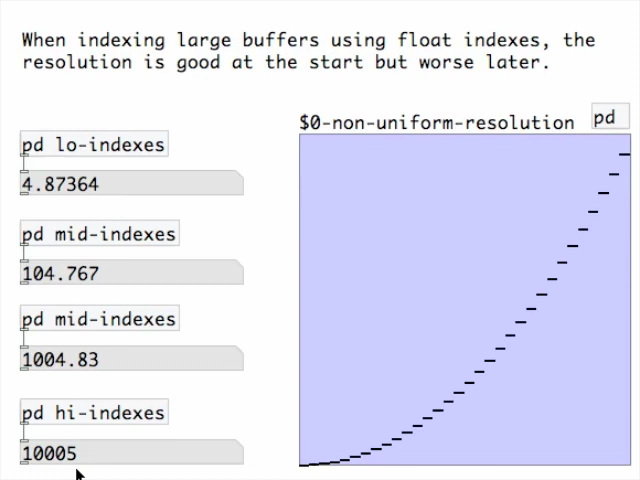 When indexing large buffers using float indexes, the
resolution is good at the start but worse later.
$0-non-uniform-resolution
pd
pd lo-indexes
4.87364
pd mid-indexes
104.767
pd mid-indexes
1004.83
pd hi-indexes
10005